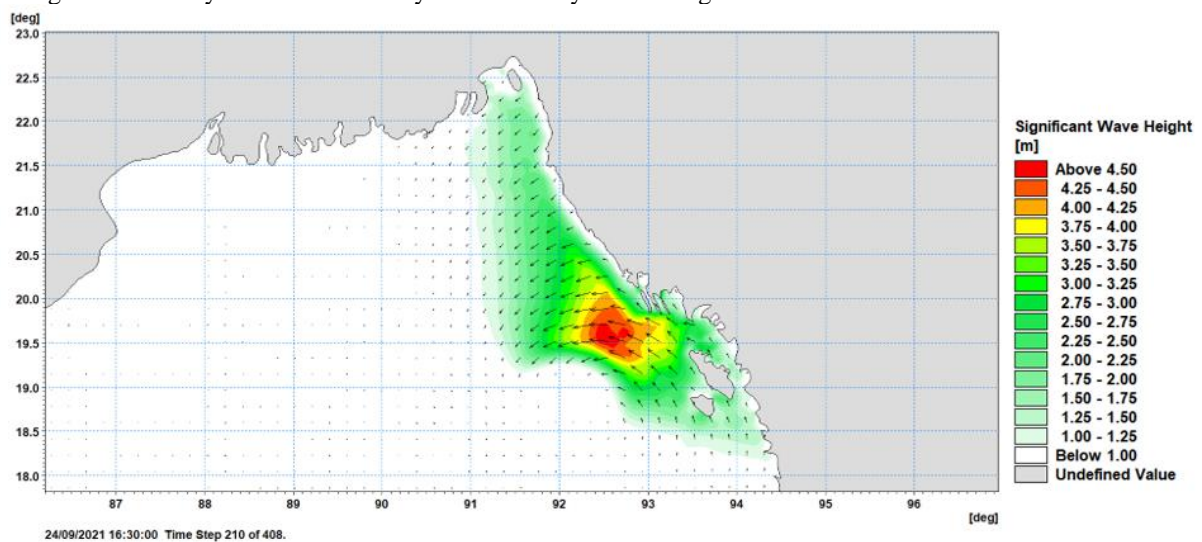 [deg]
23.0
22.5
22.0
21.5
21.0
20.5
20.0
19.5
19.0
18.5
18.0
87 88 89 90 91 92 93 94 95 96
[deg]
24/09/2021 16:30:00 Time Step 210 of 408.
Significant Wave Height
[m]
Above 4.50
4.25 - 4.50
4.00 - 4.25
3.75 - 4.00
3.50 - 3.75
3.25 - 3.50
3.00 - 3.25
2.75 - 3.00
2.50 - 2.75
2.25 - 2.50
2.00 - 2.25
1.75 - 2.00
1.50 - 1.75
1.25 - 1.50
1.00 - 1.25
Below 1.00
Undefined Value